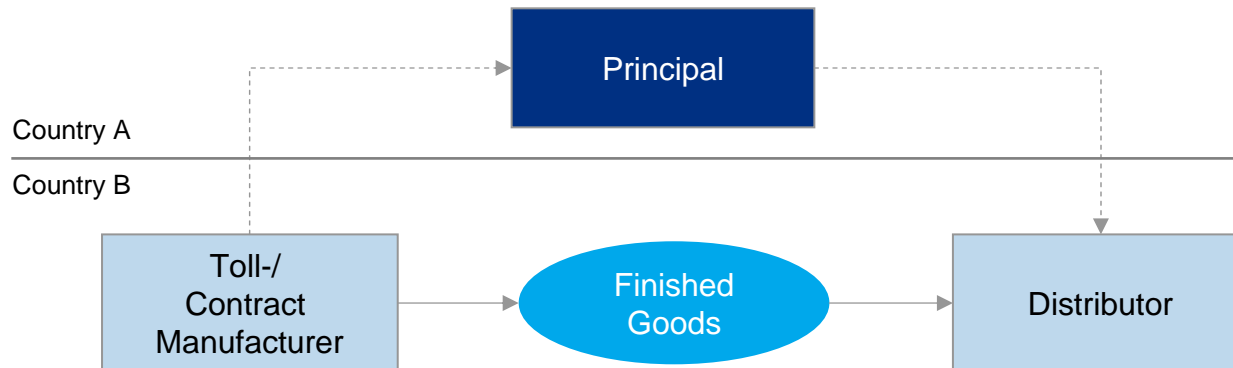 Principal
Country A
Country B
Toll-/
Contract
Manufacturer
Finished
Goods
Distributor